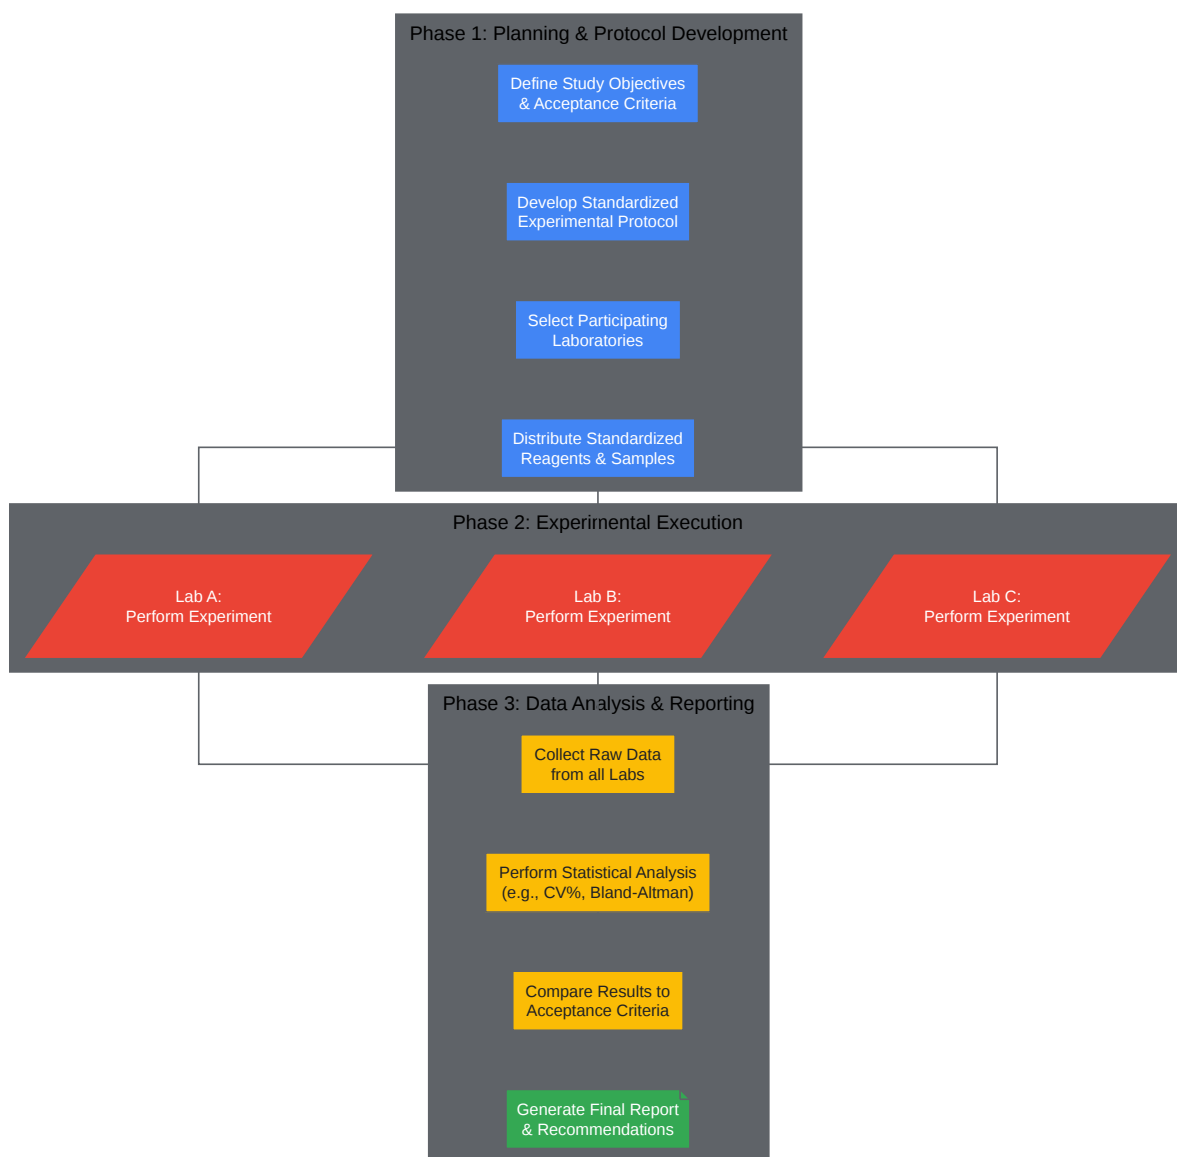 Phase 1: Planning & Protocol Development
Define Study Objectives
& Acceptance Criteria
Develop Standardized
Experimental Protocol
Select Participating
Laboratories
Distribute Standardized
Reagents & Samples
Phase 2: Experimental Execution
Lab A:
Perform Experiment
Lab B:
Perform Experiment
Lab C:
Perform Experiment
Phase 3: Data Analysis & Reporting
Collect Raw Data
from all Labs
Perform Statistical Analysis
(e.g., CV%, Bland-Altman)
Compare Results to
Acceptance Criteria
Generate Final Report
& Recommendations